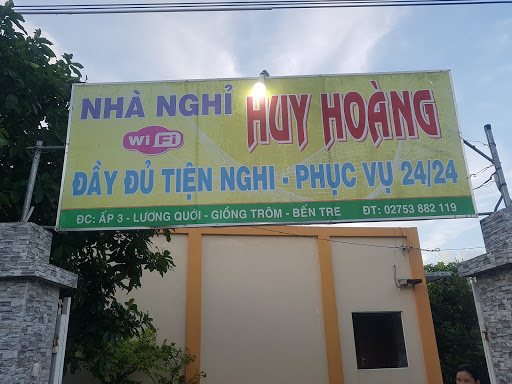 NHÀ NGHỈ HUY HOÀNG
WiFi
ĐẦY ĐỦ TIỆN NGHI - PHỤC VỤ 24/24
ĐC: ẤP 3 - LƯƠNG QUỚI - GIỒNG TRÔM - BẾN TRE ĐT: 02753 882 119